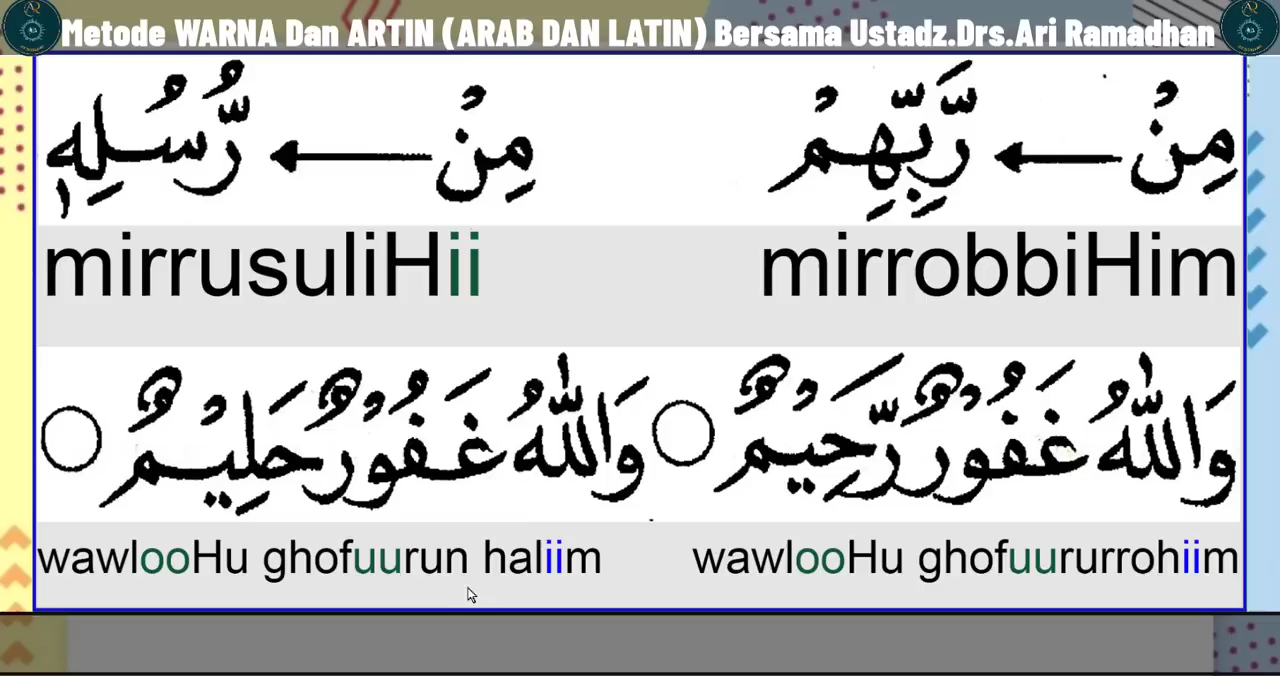 Metode WARNA Dan ARTIN (ARAB DAN LATIN) Bersama Ustadz.Drs.Ari Ramadhan
مِنْ ← رَّبِّهِمْ مِنْ ← رُّسُلِهٖ
mirrobbiHim mirrusuliHii
وَاللّٰهُ غَفُوْرٌ رَّحِيْمٌ ○ وَاللّٰهُ غَفُوْرٌ حَلِيْمٌ ○
wawlooHu ghofuururrohiim wawlooHu ghofuurun haliim